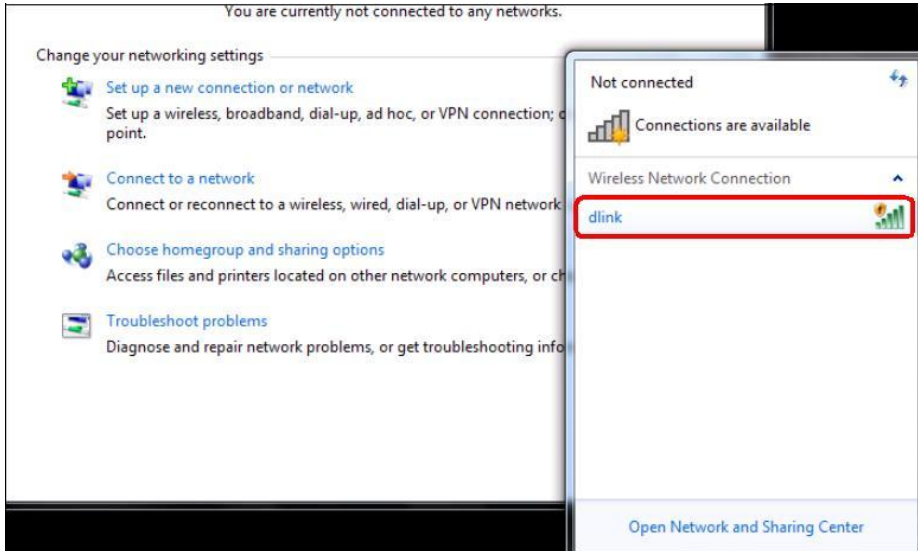 You are currently not connected to any networks.
Change your networking settings
Set up a new connection or network
Set up a wireless, broadband, dial-up, ad hoc, or VPN connection;
point.
Connect to a network
Connect or reconnect to a wireless, wired, dial-up, or VPN network
Choose homegroup and sharing options
Access files and printers located on other network computers, or
Troubleshoot problems
Diagnose and repair network problems, or get troubleshooting
Not connected
Connections are available
Wireless Network Connection
dlink
Open Network and Sharing Center